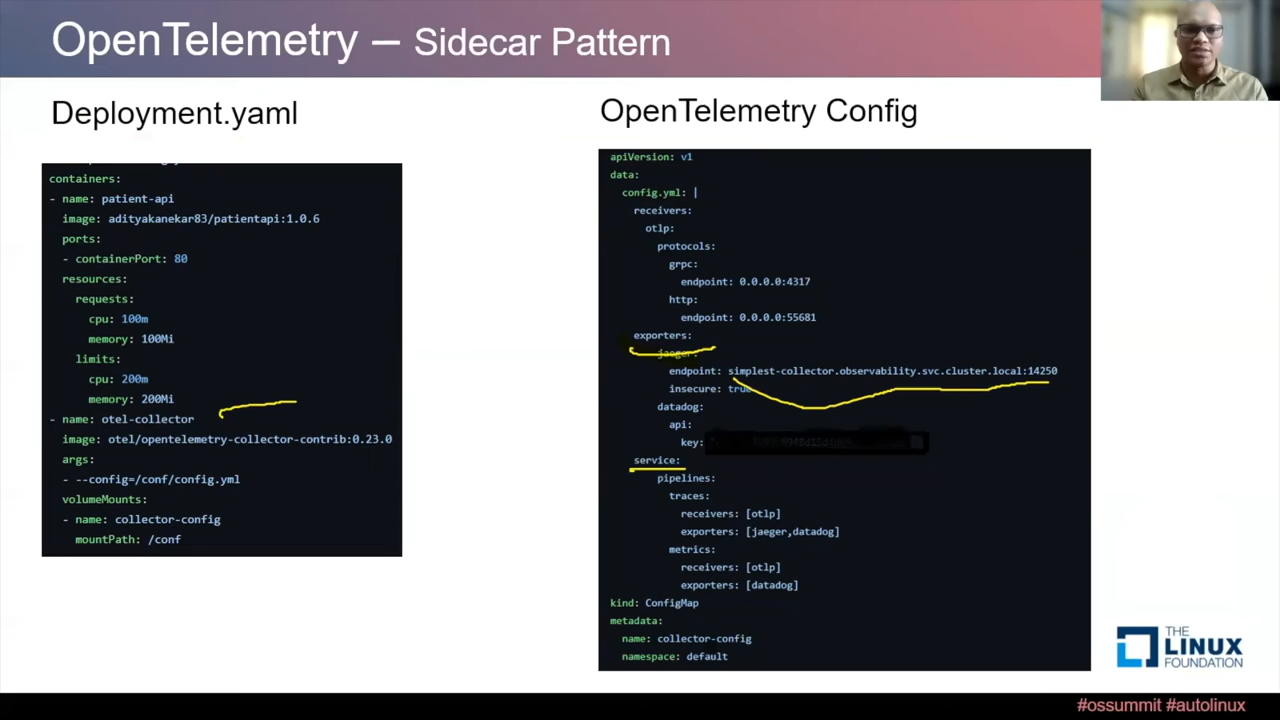 OpenTelemetry – Sidecar Pattern
Deployment.yaml
containers:
- name: patient-api
image: adityakanekar83/patientapi:1.0.6
ports:
- containerPort: 80
resources:
requests:
cpu: 100m
memory: 100Mi
limits:
cpu: 200m
memory: 200Mi
- name: otel-collector
image: otel/opentelemetry-collector-contrib:0.23.0
args:
- --config=/conf/config.yml
volumeMounts:
- name: collector-config
mountPath: /conf
OpenTelemetry Config
apiVersion: v1
data:
config.yml: |
receivers:
otlp:
protocols:
grpc:
endpoint: 0.0.0.0:4317
http:
endpoint: 0.0.0.0:55681
exporters:
jaeger:
endpoint: simplest-collector.observability.svc.cluster.local:14250
insecure: true
datadog:
api:
key:
service:
pipelines:
traces:
receivers: [otlp]
exporters: [jaeger,datadog]
metrics:
receivers: [otlp]
exporters: [datadog]
kind: ConfigMap
metadata:
name: collector-config
namespace: default
THE
LINUX
FOUNDATION
#ossummit #autolinux